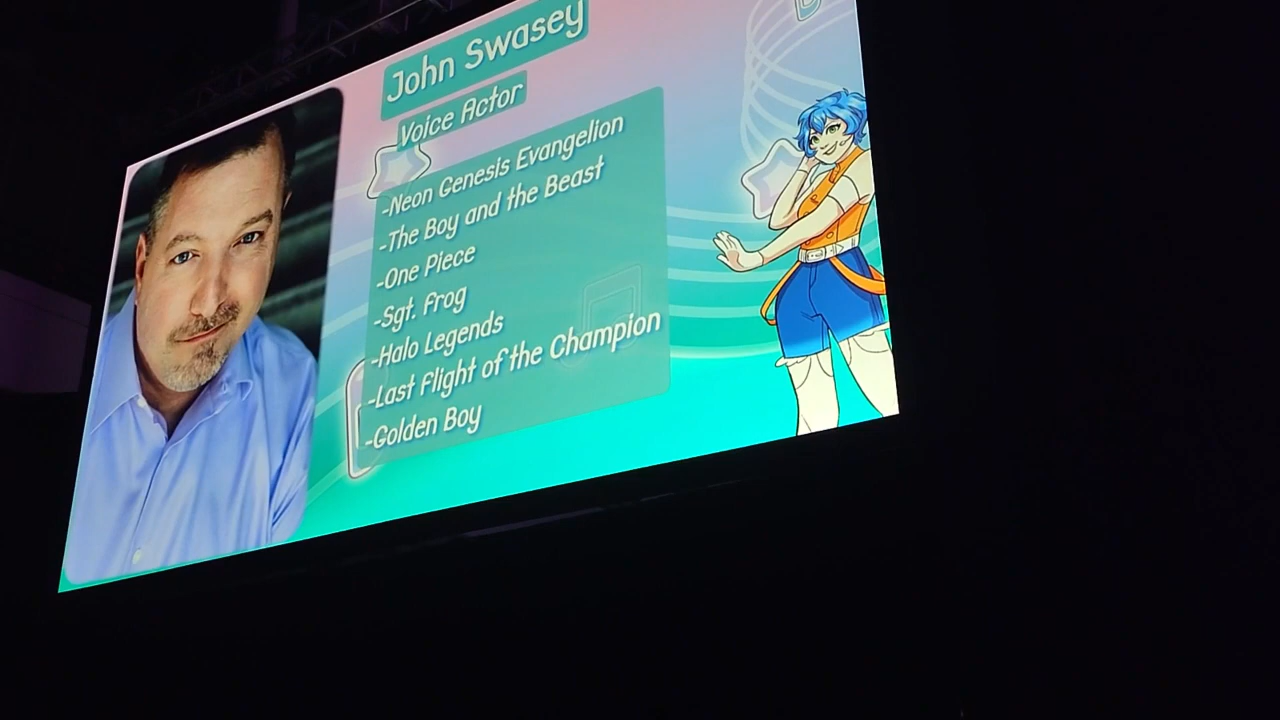 John Swasey
Voice Actor
-Neon Genesis Evangelion
-The Boy and the Beast
-One Piece
-Sgt. Frog
-Halo Legends
-Last Flight of the Champion
-Golden Boy